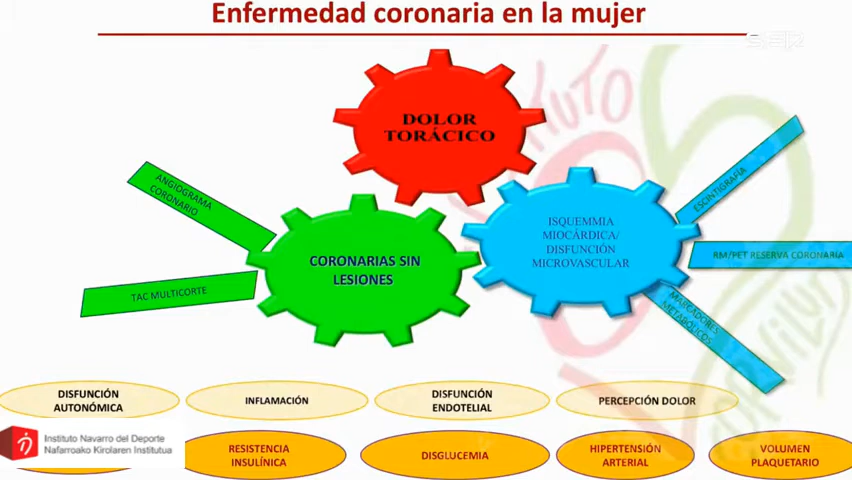 Enfermedad coronaria en la mujer
SER
DOLOR
TORÁCICO
ANGIOGRAMA
CORONARIO
TAC MULTICORTE
CORONARIAS SIN
LESIONES
ISQUEMMIA
MIOCÁRDICA/
DISFUNCIÓN
MICROVASCULAR
ESCINTIGRAFIA
RM/PET RESERVA CORONARIA
MARCADORES
METABÓLICOS
DISFUNCIÓN
AUTONÓMICA
INFLAMACIÓN
DISFUNCIÓN
ENDOTELIAL
PERCEPCIÓN DOLOR
Instituto Navarro del Deporte
Nafarroako Kirolaren Institutua
RESISTENCIA
INSULÍNICA
DISGLUCEMIA
HIPERTENSIÓN
ARTERIAL
VOLUMEN
PLAQUETARIO